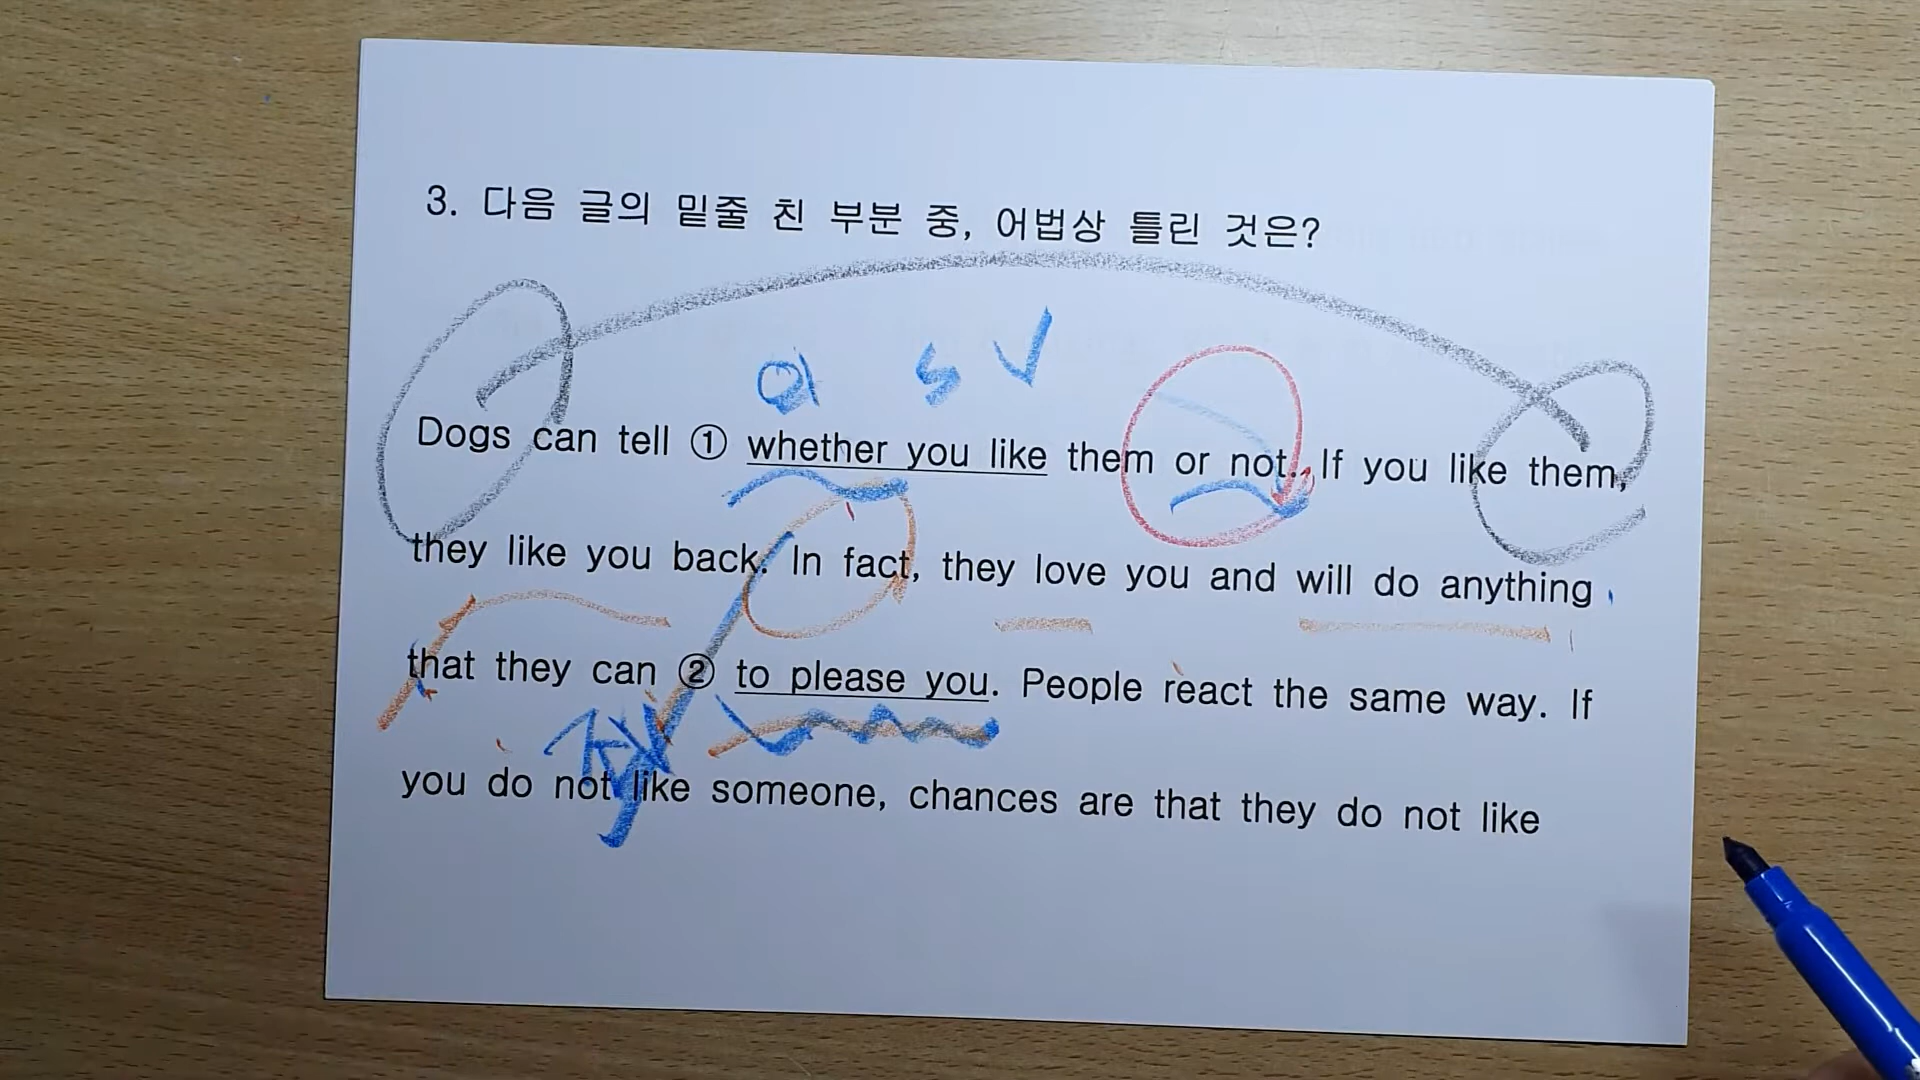 3. 다음 글의 밑줄 친 부분 중, 어법상 틀린 것은?
S V
Dogs can tell ① whether you like them or not. If you like them,
they like you back. In fact, they love you and will do anything
that they can ② to please you. People react the same way. If
you do not like someone, chances are that they do not like